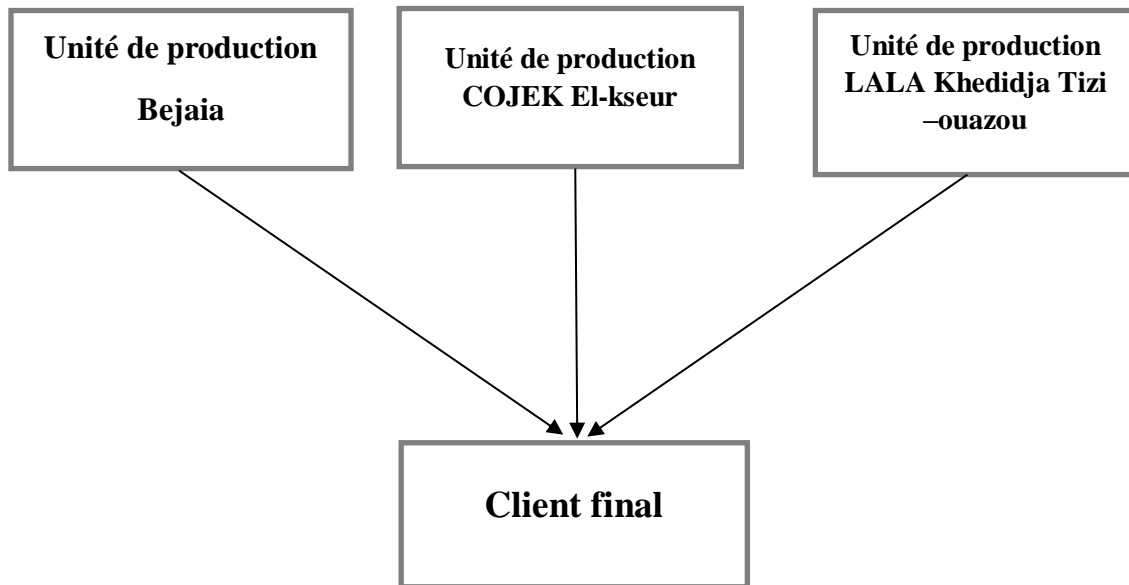 Unité de production
Bejaia
Unité de production
COJEK El-kseur
Unité de production
LALA Khedidja Tizi
–ouazou
Client final